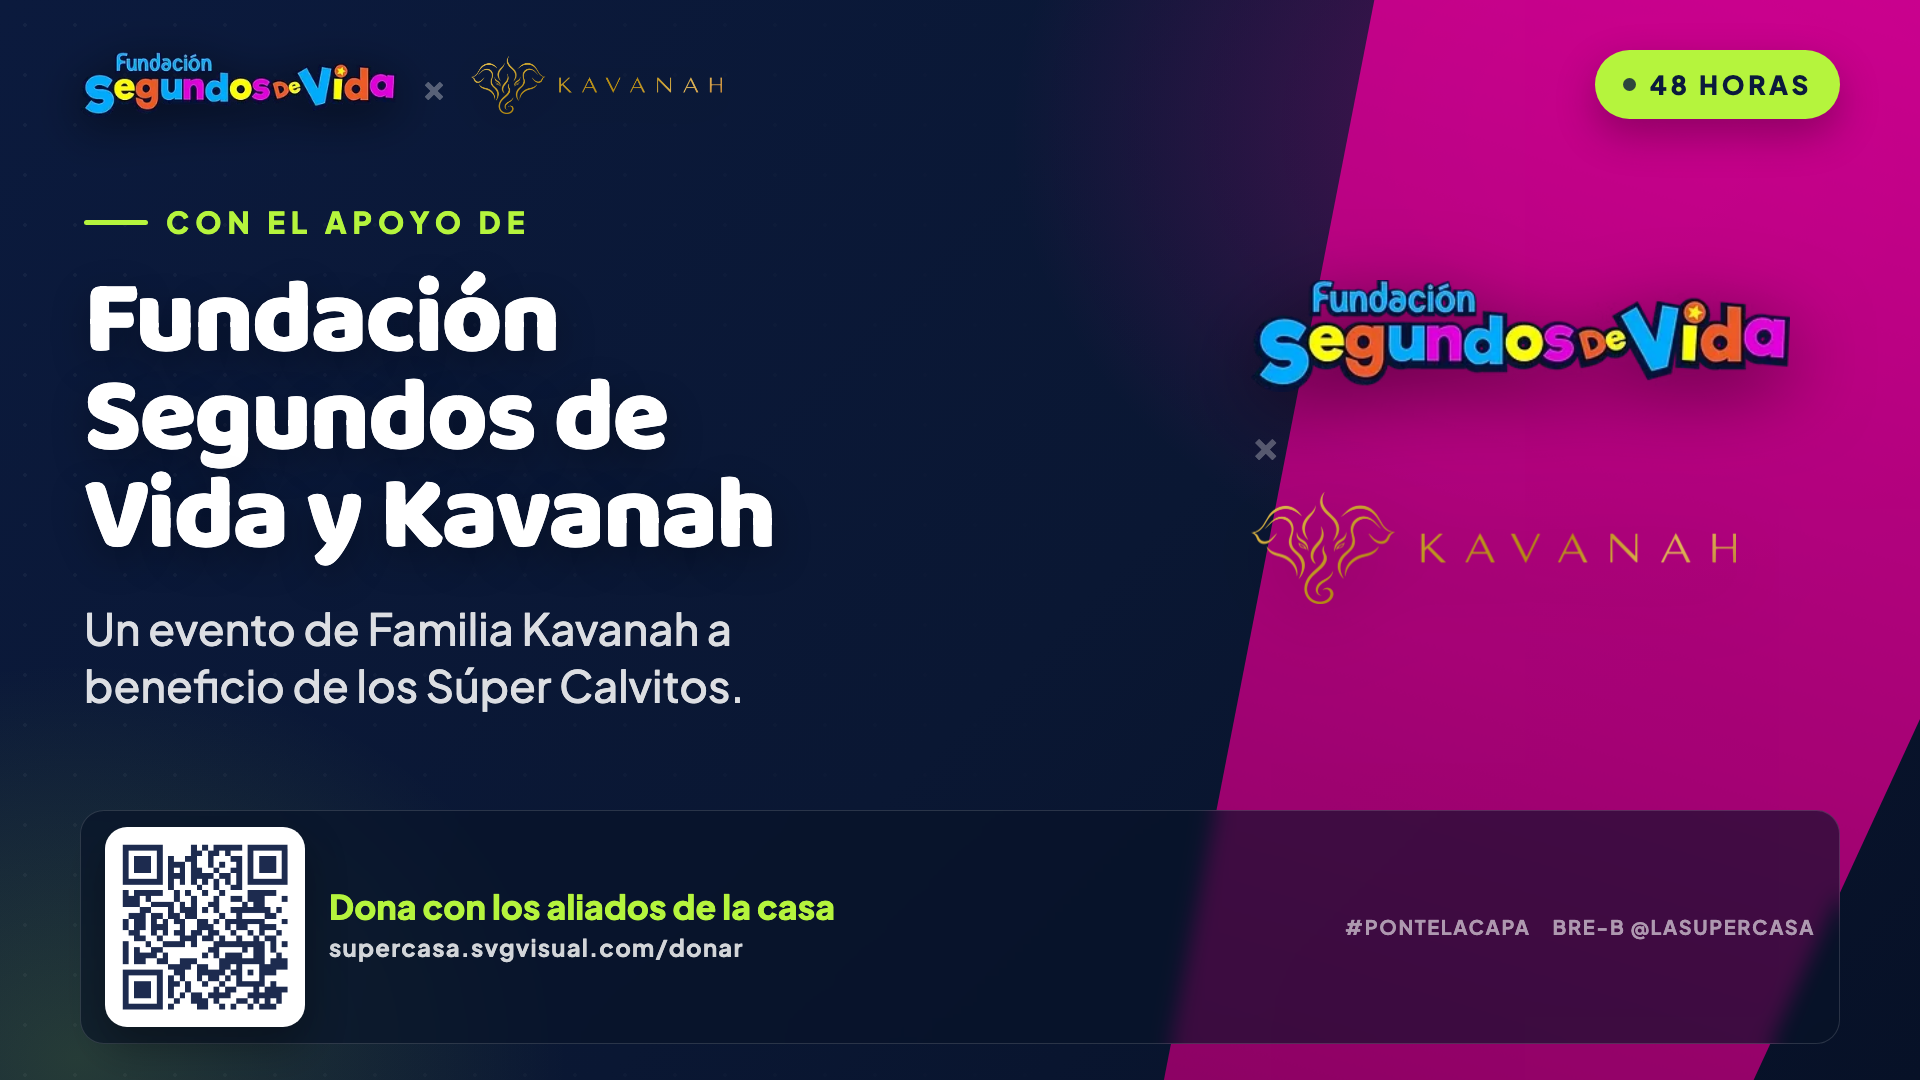 Fundación
Segundos De Vida
× KAVANAH
48 HORAS
CON EL APOYO DE
Fundación
Segundos de
Vida y Kavanah
Un evento de Familia Kavanah a
beneficio de los Súper Calvitos.
Fundación
Segundos De Vida
×
KAVANAH
Dona con los aliados de la casa
supercasa.svgvisual.com/donar
#PONTELACAPA BRE-B @LASUPERCASA